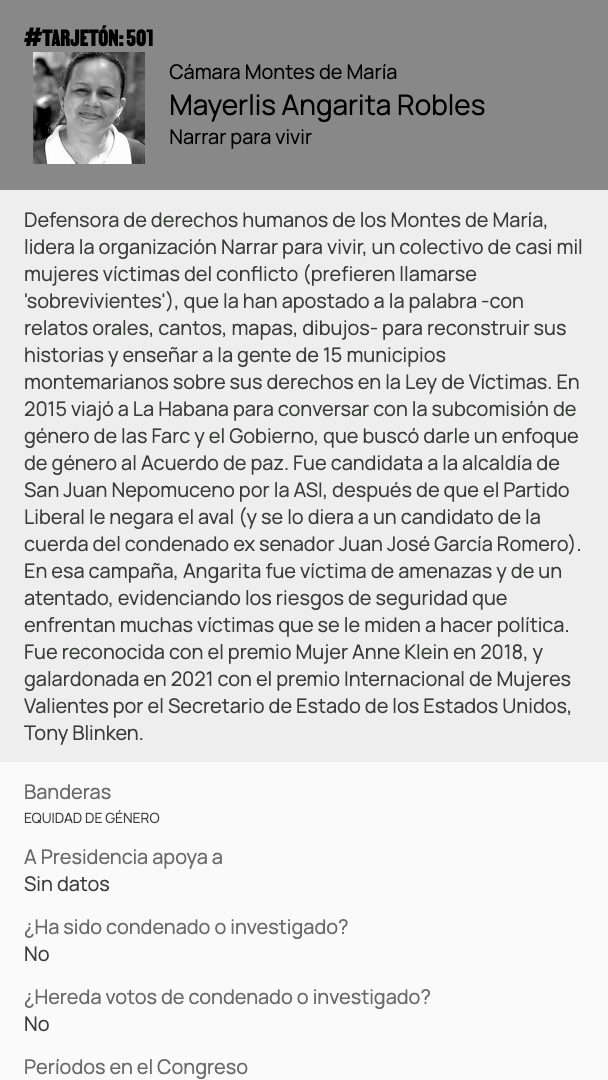 #TARJETÓN: 501
Cámara Montes de María
Mayerlis Angarita Robles
Narrar para vivir
Defensora de derechos humanos de los Montes de María,
lidera la organización Narrar para vivir, un colectivo de casi mil
mujeres víctimas del conflicto (prefieren llamarse
'sobrevivientes'), que la han apostado a la palabra -con
relatos orales, cantos, mapas, dibujos- para reconstruir sus
historias y enseñar a la gente de 15 municipios
montemarianos sobre sus derechos en la Ley de Víctimas. En
2015 viajó a La Habana para conversar con la subcomisión de
género de las Farc y el Gobierno, que buscó darle un enfoque
de género al Acuerdo de paz. Fue candidata a la alcaldía de
San Juan Nepomuceno por la ASI, después de que el Partido
Liberal le negara el aval (y se lo diera a un candidato de la
cuerda del condenado ex senador Juan José García Romero).
En esa campaña, Angarita fue víctima de amenazas y de un
atentado, evidenciando los riesgos de seguridad que
enfrentan muchas víctimas que se le miden a hacer política.
Fue reconocida con el premio Mujer Anne Klein en 2018, y
galardonada en 2021 con el premio Internacional de Mujeres
Valientes por el Secretario de Estado de los Estados Unidos,
Tony Blinken.
Banderas
EQUIDAD DE GÉNERO
A Presidencia apoya a
Sin datos
¿Ha sido condenado o investigado?
No
¿Hereda votos de condenado o investigado?
No
Períodos en el Congreso